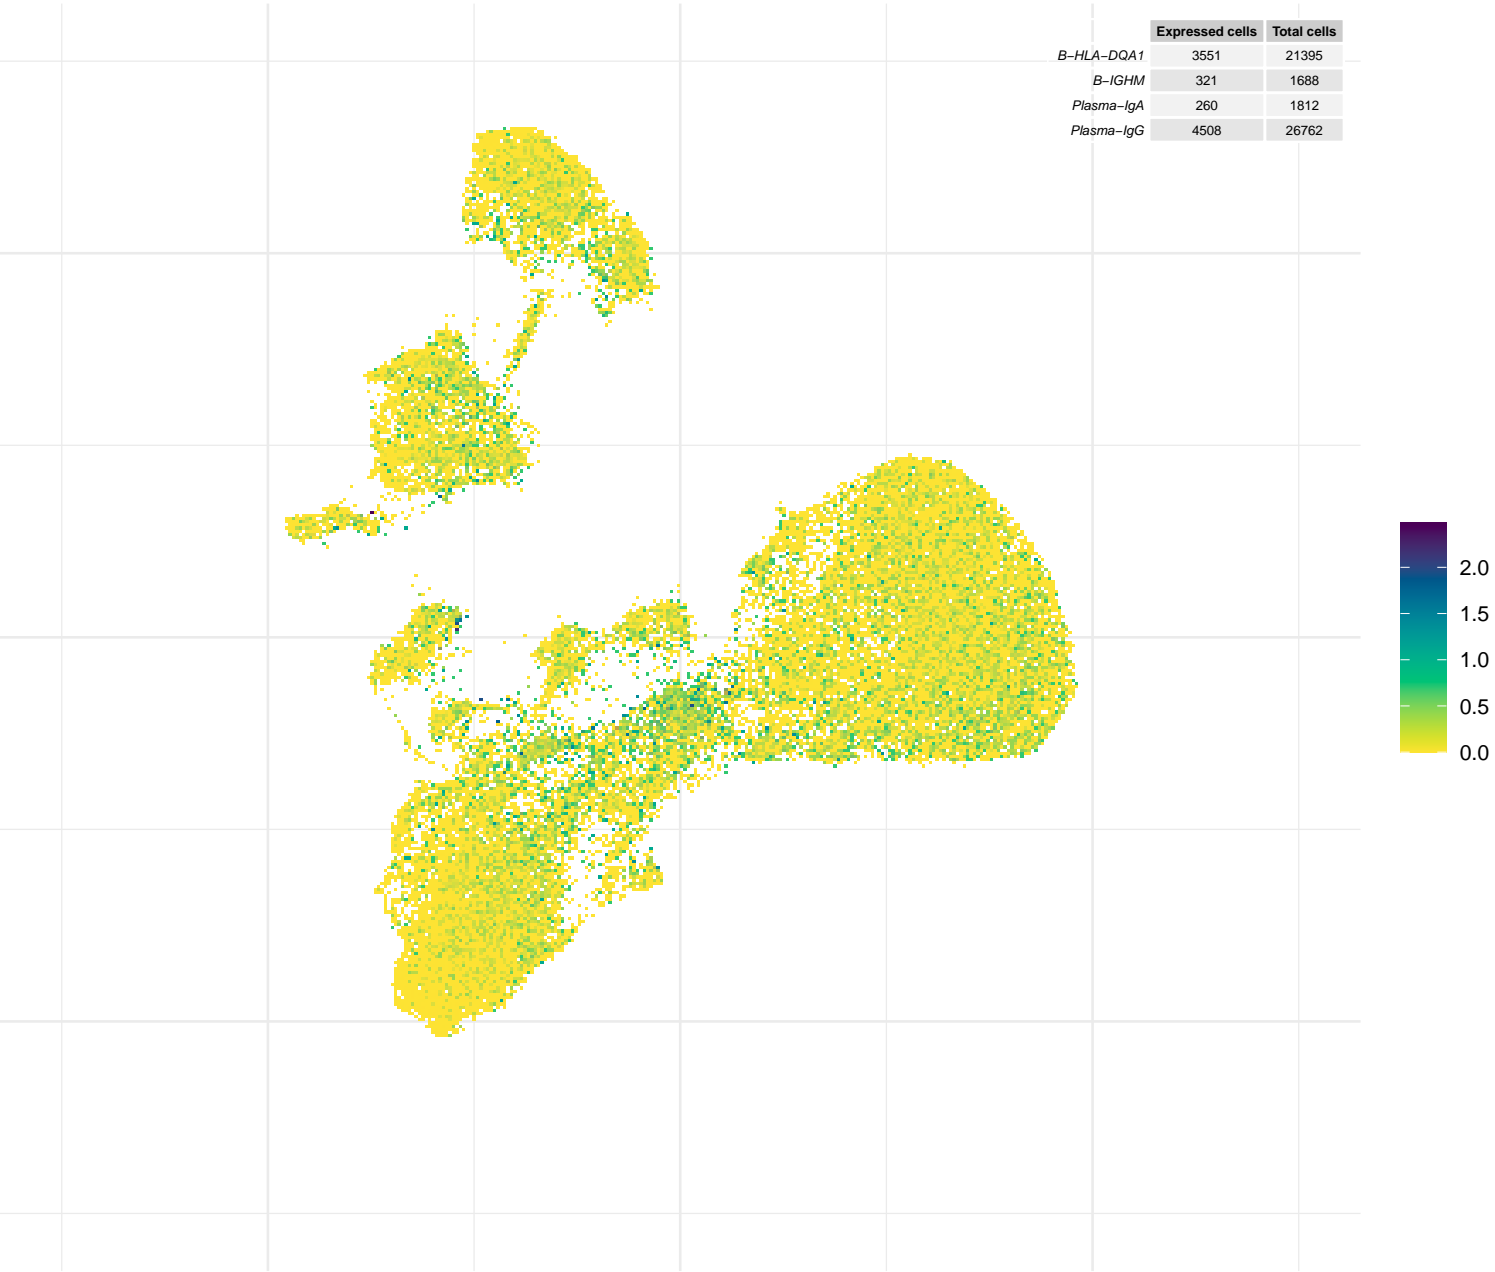 Expressed cells Total cells
B−HLA−DQA1 3551 21395
B−IGHM 321 1688
Plasma−IgA 260 1812
Plasma−IgG 4508 26762
2.0
1.5
1.0
0.5
0.0